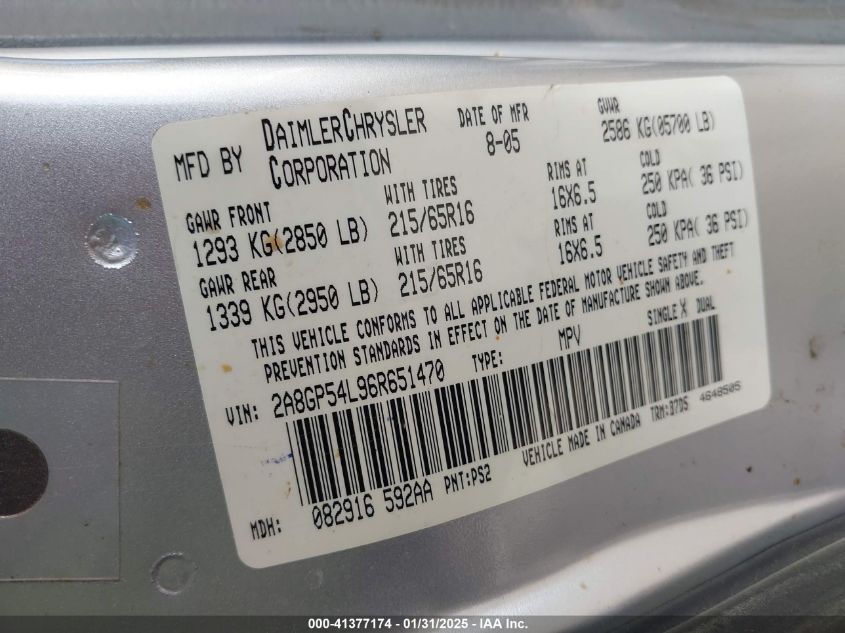 MFD BY DAIMLERCHRYSLER CORPORATION DATE OF MFR 8-05 GVWR 2586 KG(05700 LB)
GAWR FRONT WITH TIRES RIMS AT COLD
1293 KG(2850 LB) 215/65R16 16X6.5 250 KPA( 36 PSI)
GAWR REAR WITH TIRES RIMS AT COLD
1339 KG(2950 LB) 215/65R16 16X6.5 250 KPA( 36 PSI)
THIS VEHICLE CONFORMS TO ALL APPLICABLE FEDERAL MOTOR VEHICLE SAFETY AND THEFT
PREVENTION STANDARDS IN EFFECT ON THE DATE OF MANUFACTURE SHOWN ABOVE.
VIN: 2A8GP54L96R651470 TYPE: MPV SINGLE X DUAL
MDH: 082916 592AA PNT:PS2 VEHICLE MADE IN CANADA TRM:37D5 4648505
000-41377174 - 01/31/2025 - IAA Inc.